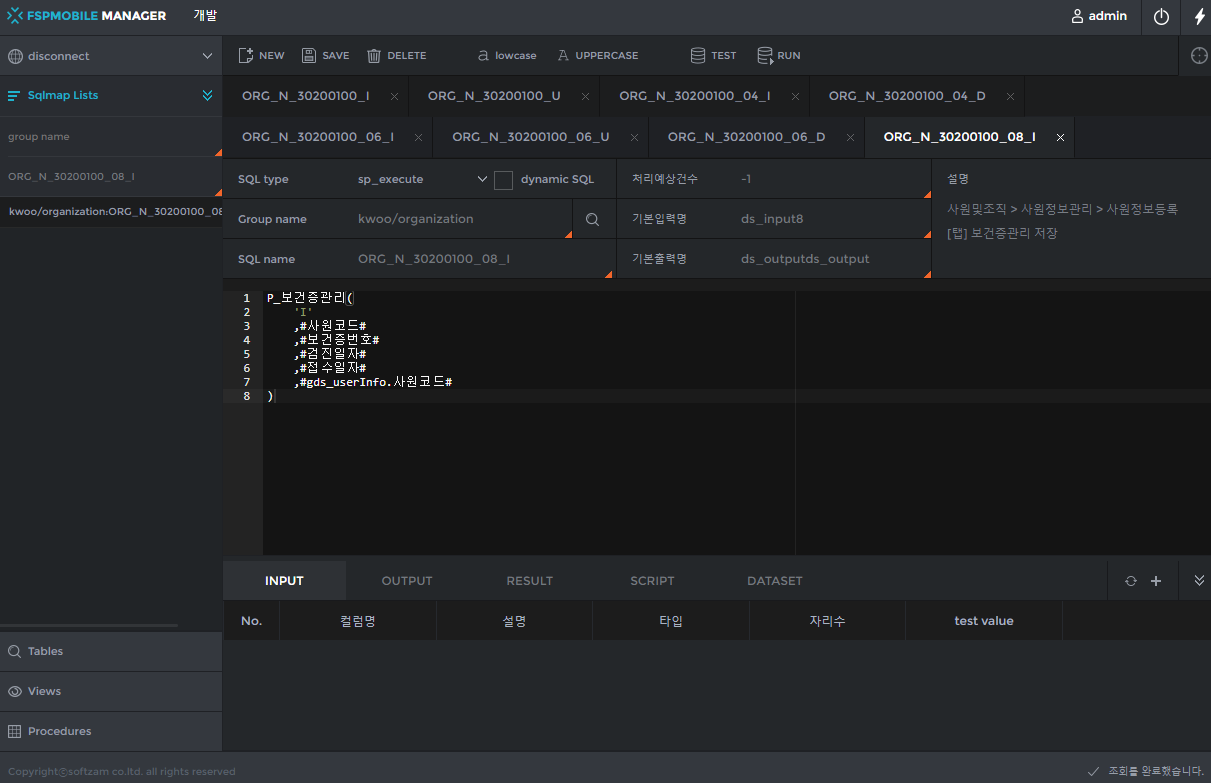 FSPMOBILE MANAGER 개발 admin
disconnect NEW SAVE DELETE lowcase UPPERCASE TEST RUN
Sqlmap Lists
group name
ORG_N_30200100_08_I
kwoo/organization:ORG_N_30200100_08
ORG_N_30200100_I ORG_N_30200100_U ORG_N_30200100_04_I ORG_N_30200100_04_D
ORG_N_30200100_06_I ORG_N_30200100_06_U ORG_N_30200100_06_D ORG_N_30200100_08_I
SQL type sp_execute dynamic SQL 처리예상건수 -1
Group name kwoo/organization 기본입력명 ds_input8
SQL name ORG_N_30200100_08_I 기본출력명 ds_outputds_output
설명
사원및조직 > 사원정보관리 > 사원정보등록
[탭] 보건증관리 저장
1 P_보건증관리(
2 'I'
3 ,#사원코드#
4 ,#보건증번호#
5 ,#검진일자#
6 ,#접수일자#
7 ,#gds_userInfo.사원코드#
8 )
INPUT OUTPUT RESULT SCRIPT DATASET
No. 컬럼명 설명 타입 자리수 test value
Tables
Views
Procedures
Copyrightⓒsoftzam co.ltd. all rights reserved 조회를 완료했습니다.